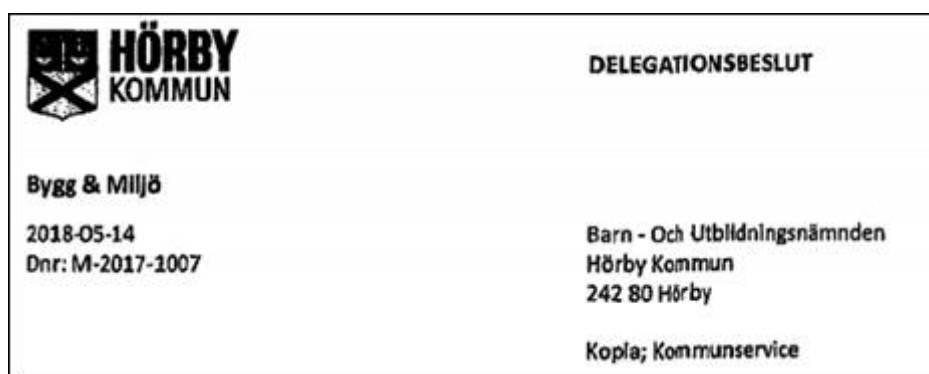 HÖRBY
KOMMUN
DELEGATIONSBESLUT
Bygg & Miljö
2018-05-14
Dnr: M-2017-1007
Barn - Och Utbildningsnämnden
Hörby Kommun
242 80 Hörby
Kopia; Kommunservice